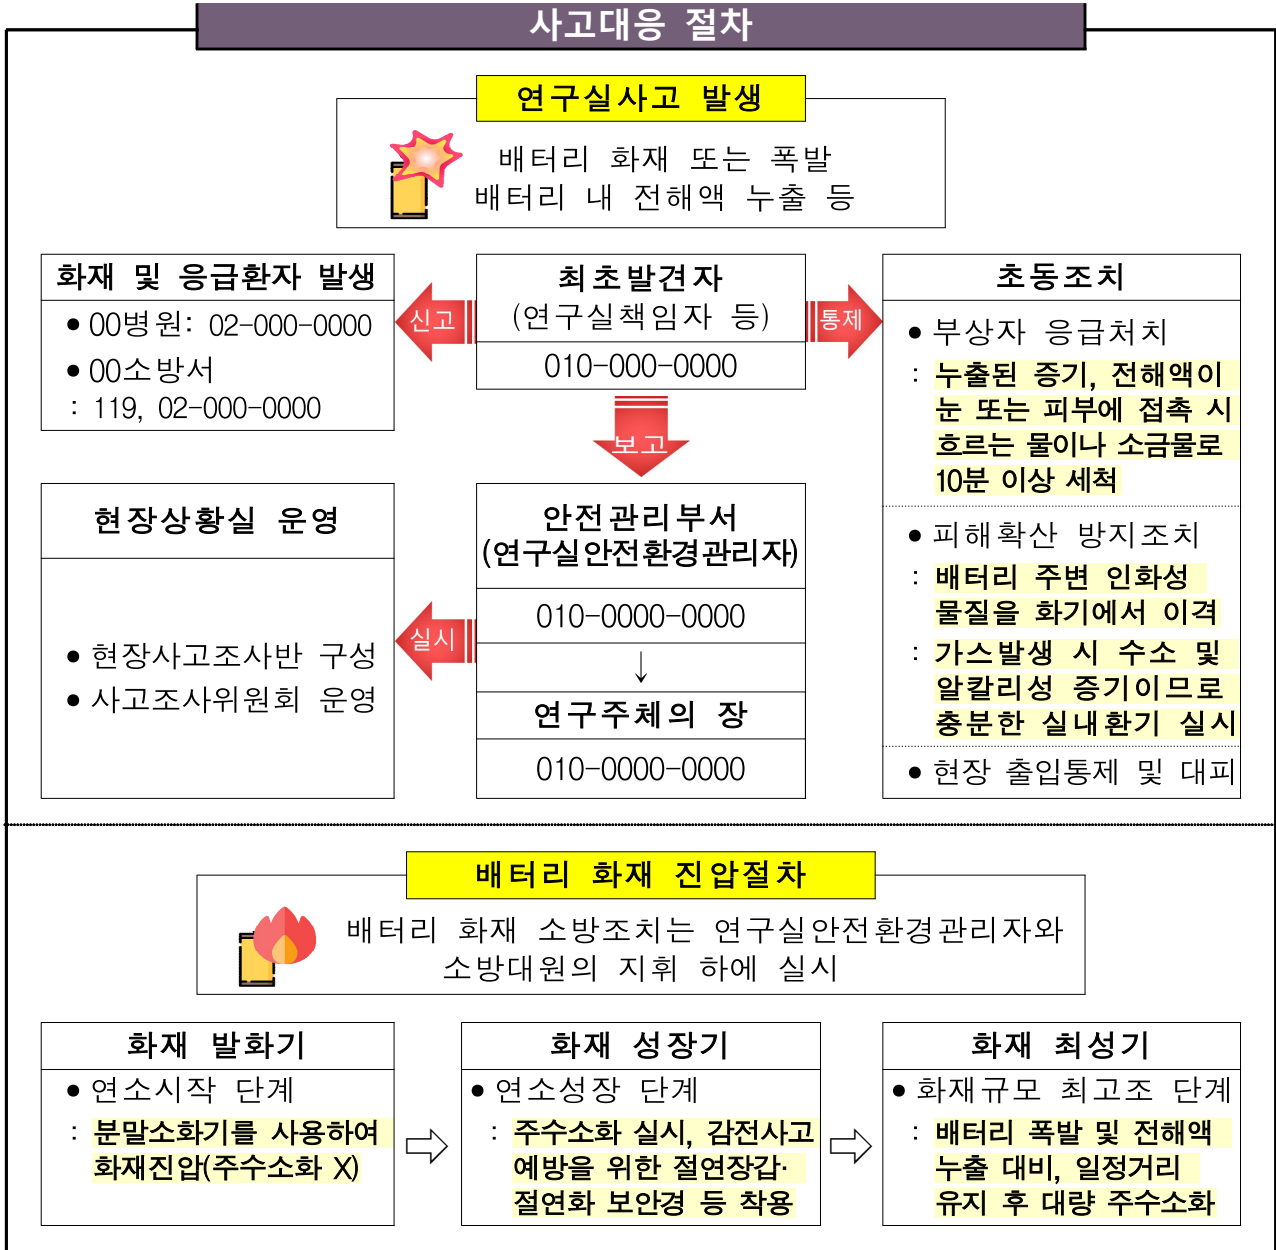 사고대응 절차
연구실사고 발생
배터리 화재 또는 폭발
배터리 내 전해액 누출 등
화재 및 응급환자 발생
● 00병원: 02-000-0000
● 00소방서
: 119, 02-000-0000
신고
최초발견자
(연구실책임자 등)
010-000-0000
통제
초동조치
● 부상자 응급처치
: 누출된 증기, 전해액이
눈 또는 피부에 접촉 시
흐르는 물이나 소금물로
10분 이상 세척
● 피해확산 방지조치
: 배터리 주변 인화성
물질을 화기에서 이격
: 가스발생 시 수소 및
알칼리성 증기이므로
충분한 실내환기 실시
● 현장 출입통제 및 대피
보고
안전관리부서
(연구실안전환경관리자)
010-0000-0000
↓
연구주체의 장
010-0000-0000
실시
현장상황실 운영
● 현장사고조사반 구성
● 사고조사위원회 운영
배터리 화재 진압절차
배터리 화재 소방조치는 연구실안전환경관리자와
소방대원의 지휘 하에 실시
화재 발화기
● 연소시작 단계
: 분말소화기를 사용하여
화재진압(주수소화 X)
화재 성장기
● 연소성장 단계
: 주수소화 실시, 감전사고
예방을 위한 절연장갑·
절연화 보안경 등 착용
화재 최성기
● 화재규모 최고조 단계
: 배터리 폭발 및 전해액
누출 대비, 일정거리
유지 후 대량 주수소화